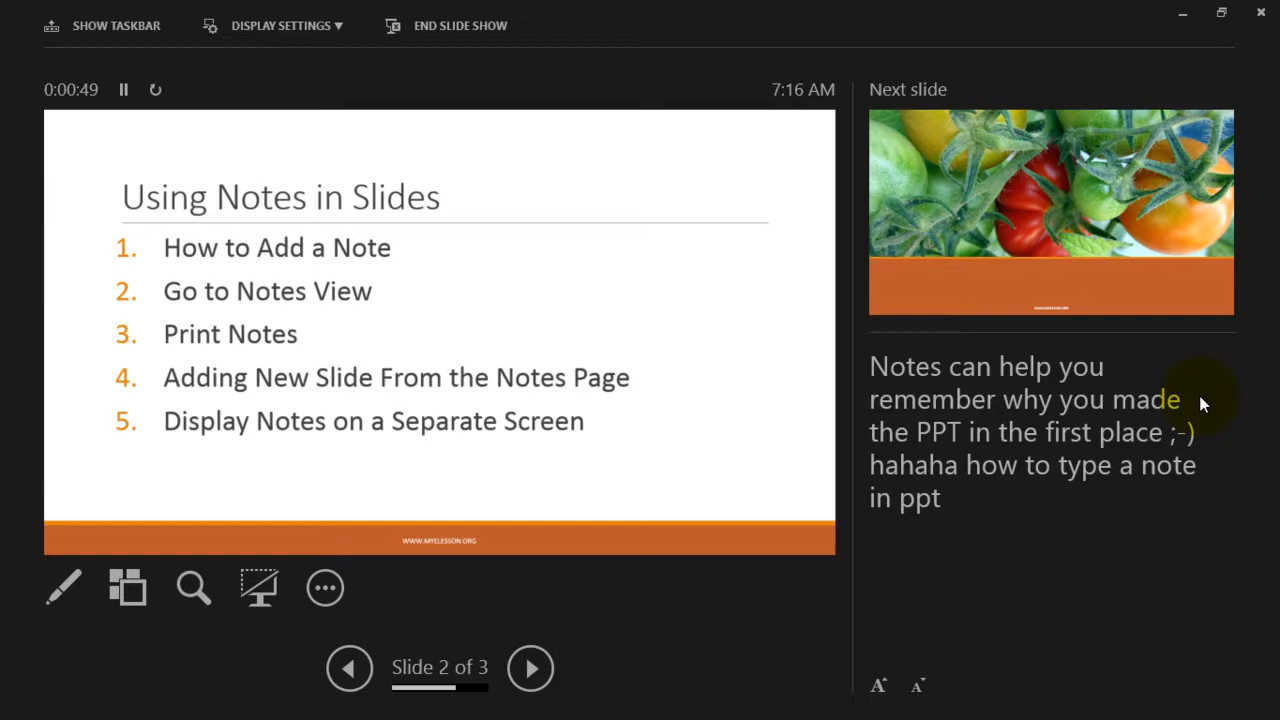 SHOW TASKBAR
DISPLAY SETTINGS ▼
END SLIDE SHOW
0:00:49
7:16 AM
Using Notes in Slides
1. How to Add a Note
2. Go to Notes View
3. Print Notes
4. Adding New Slide From the Notes Page
5. Display Notes on a Separate Screen
WWW.MYELESSON.ORG
Slide 2 of 3
Next slide
WWW.MYELESSON.ORG
Notes can help you
remember why you made
the PPT in the first place ;-)
hahaha how to type a note
in ppt
A A